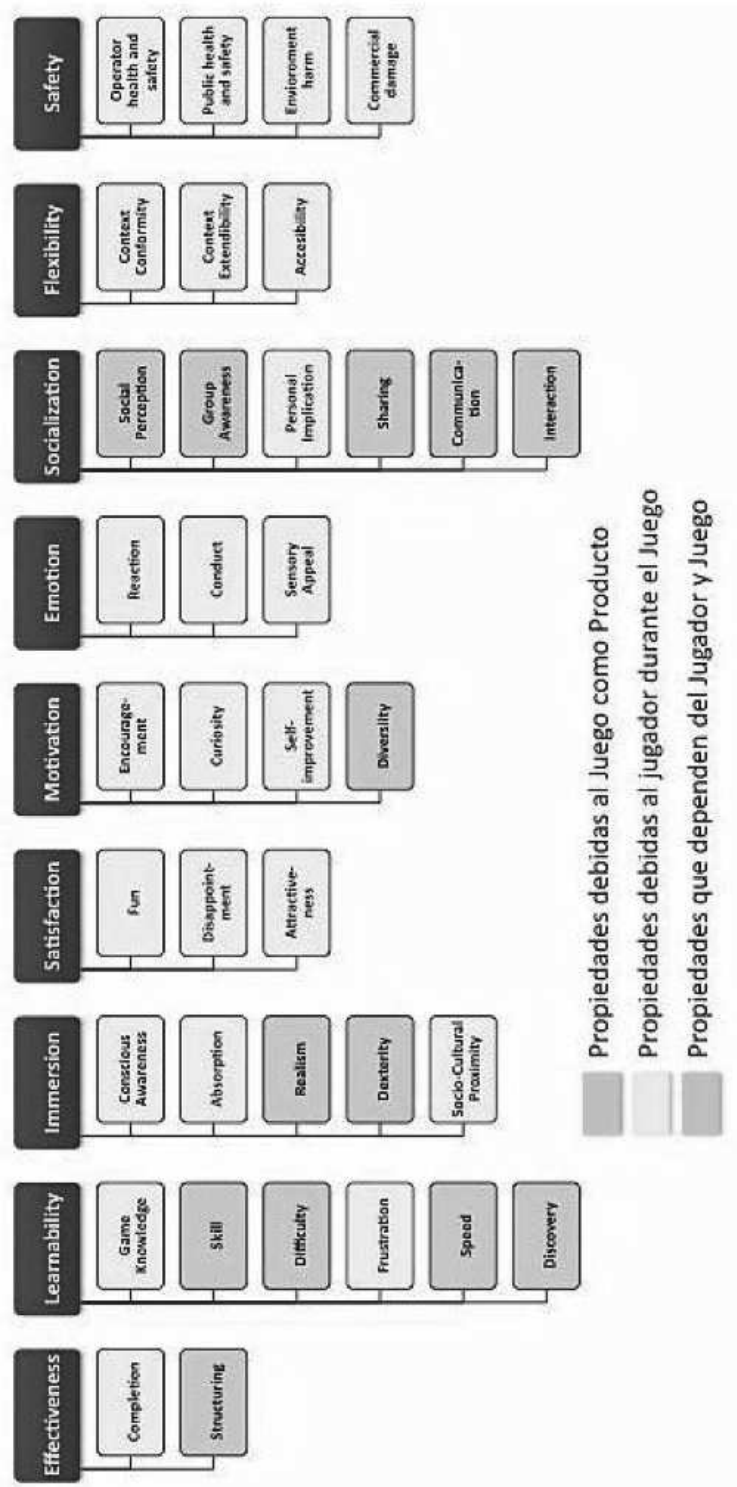 Effectiveness
Completion
Structuring
Learnability
Game
Knowledge
Skill
Difficulty
Frustration
Speed
Discovery
Immersion
Conscious
Awareness
Absorption
Realism
Dexterity
Socio-Cultural
Proximity
Satisfaction
Fun
Disappoint-
ment
Attractive-
ness
Motivation
Encourage-
ment
Curiosity
Self-
improvement
Diversity
Emotion
Reaction
Conduct
Sensory
Appeal
Socialization
Social
Perception
Group
Awareness
Personal
Implication
Sharing
Communica-
tion
Interaction
Flexibility
Context
Conformity
Context
Extendibility
Accesibility
Safety
Operator
health and
safety
Public health
and safety
Envioroment
harm
Commercial
damage
Propiedades debidas al Juego como Producto
Propiedades debidas al jugador durante el Juego
Propiedades que dependen del Jugador y Juego